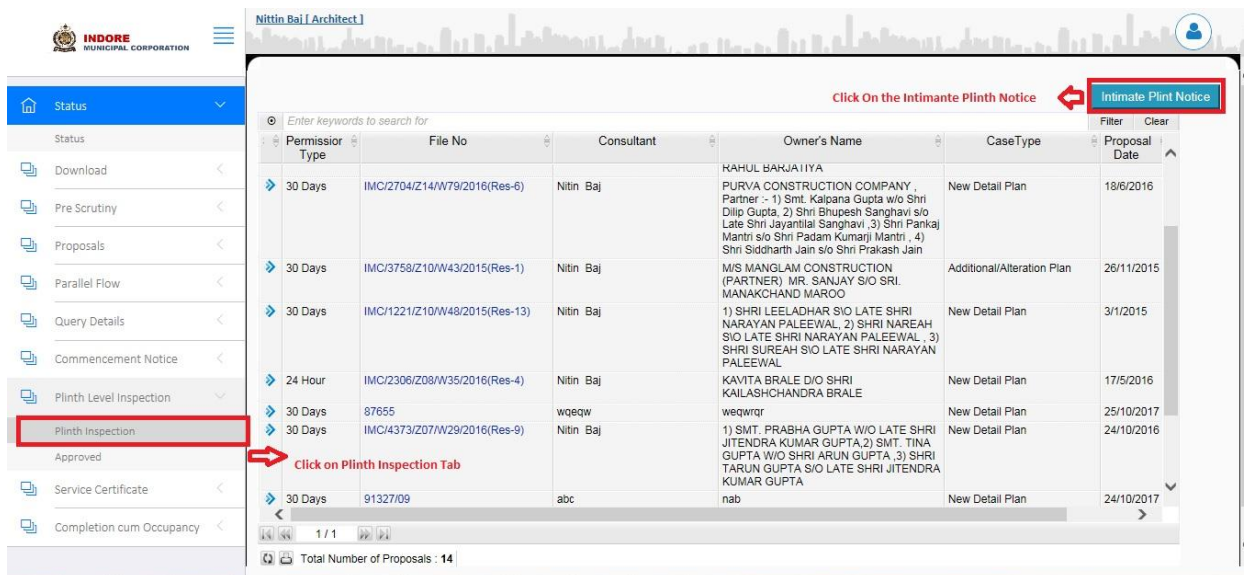 Nittin Baj [ Architect ]
INDORE
MUNICIPAL CORPORATION
Status
Status
Download
Pre Scrutiny
Proposals
Parallel Flow
Query Details
Commencement Notice
Plinth Level Inspection
Plinth Inspection
Approved
Service Certificate
Completion cum Occupancy
Click On the Intimante Plinth Notice
Intimate Plint Notice
Enter keywords to search for
Filter Clear
Permissior Type File No Consultant Owner's Name CaseType Proposal Date
RAHUL BARJATIYA
30 Days IMC/2704/Z14/W79/2016(Res-6) Nitin Baj PURVA CONSTRUCTION COMPANY , New Detail Plan 18/6/2016
Partner :- 1) Smt. Kalpana Gupta w/o Shri
Dilip Gupta, 2) Shri Bhupesh Sanghavi s/o
Late Shri Jayantilal Sanghavi ,3) Shri Pankaj
Mantri s/o Shri Padam Kumarji Mantri , 4)
Shri Siddharth Jain s/o Shri Prakash Jain
30 Days IMC/3758/Z10/W43/2015(Res-1) Nitin Baj M/S MANGLAM CONSTRUCTION Additional/Alteration Plan 26/11/2015
(PARTNER) MR. SANJAY S/O SRI.
MANAKCHAND MAROO
30 Days IMC/1221/Z10/W48/2015(Res-13) Nitin Baj 1) SHRI LEELADHAR S\O LATE SHRI New Detail Plan 3/1/2015
NARAYAN PALEEWAL, 2) SHRI NAREAH
S\O LATE SHRI NARAYAN PALEEWAL , 3)
SHRI SUREAH S\O LATE SHRI NARAYAN
PALEEWAL
24 Hour IMC/2306/Z08/W35/2016(Res-4) Nitin Baj KAVITA BRALE D/O SHRI New Detail Plan 17/5/2016
KAILASHCHANDRA BRALE
30 Days 87655 wqeqw weqwrqr New Detail Plan 25/10/2017
30 Days IMC/4373/Z07/W29/2016(Res-9) Nitin Baj 1) SMT. PRABHA GUPTA W/O LATE SHRI New Detail Plan 24/10/2016
JITENDRA KUMAR GUPTA,2) SMT. TINA
GUPTA W/O SHRI ARUN GUPTA ,3) SHRI
TARUN GUPTA S/O LATE SHRI JITENDRA
KUMAR GUPTA
Click on Plinth Inspection Tab
30 Days 91327/09 abc nab New Detail Plan 24/10/2017
1 / 1
Total Number of Proposals : 14